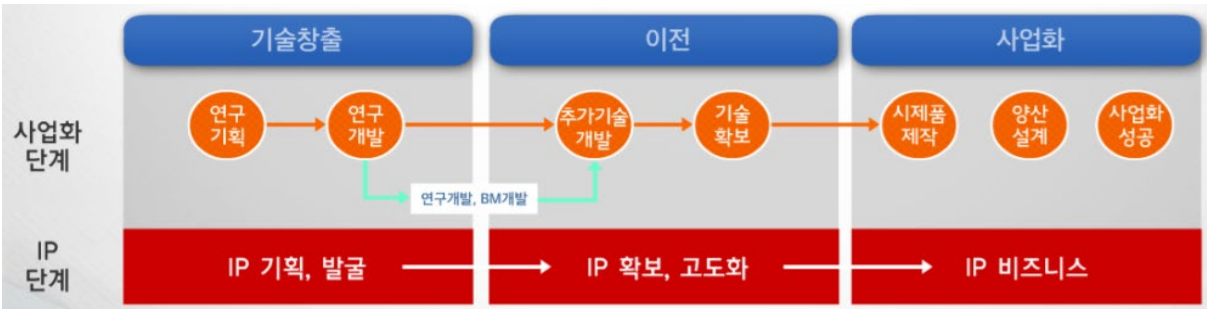 기술창출
이전
사업화
사업화
단계
연구
기획
연구
개발
추가기술
개발
기술
확보
시제품
제작
양산
설계
사업화
성공
연구개발, BM개발
IP
단계
IP 기획, 발굴
IP 확보, 고도화
IP 비즈니스